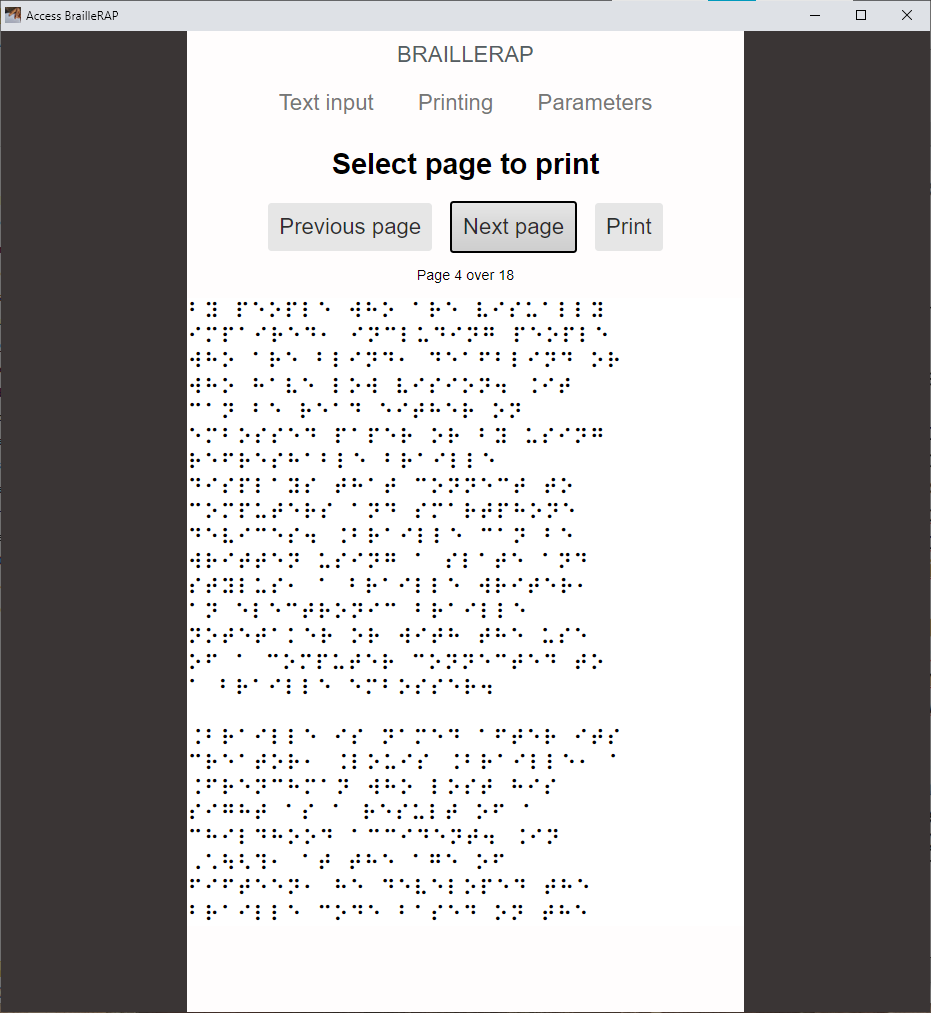 Access BrailleRAP
BRAILLERAP
Text input Printing Parameters
Select page to print
Previous page Next page Print
Page 4 over 18
⠃⠽ ⠏⠑⠕⠏⠇⠑ ⠺⠓⠕ ⠁⠗⠑ ⠧⠊⠎⠥⠁⠇⠇⠽
⠊⠍⠏⠁⠊⠗⠑⠙⠂ ⠊⠝⠉⠇⠥⠙⠊⠝⠛ ⠏⠑⠕⠏⠇⠑
⠺⠓⠕ ⠁⠗⠑ ⠃⠇⠊⠝⠙⠂ ⠙⠑⠁⠋⠃⠇⠊⠝⠙ ⠕⠗
⠺⠓⠕ ⠓⠁⠧⠑ ⠇⠕⠺ ⠧⠊⠎⠊⠕⠝⠲ ⠨⠊⠞
⠉⠁⠝ ⠃⠑ ⠗⠑⠁⠙ ⠑⠊⠞⠓⠑⠗ ⠕⠝
⠑⠍⠃⠕⠎⠎⠑⠙ ⠏⠁⠏⠑⠗ ⠕⠗ ⠃⠽ ⠥⠎⠊⠝⠛
⠗⠑⠋⠗⠑⠎⠓⠁⠃⠇⠑ ⠃⠗⠁⠊⠇⠇⠑
⠙⠊⠎⠏⠇⠁⠽⠎ ⠞⠓⠁⠞ ⠉⠕⠝⠝⠑⠉⠞ ⠞⠕
⠉⠕⠍⠏⠥⠞⠑⠗⠎ ⠁⠝⠙ ⠎⠍⠁⠗⠞⠏⠓⠕⠝⠑
⠙⠑⠧⠊⠉⠑⠎⠲ ⠨⠃⠗⠁⠊⠇⠇⠑ ⠉⠁⠝ ⠃⠑
⠺⠗⠊⠞⠞⠑⠝ ⠥⠎⠊⠝⠛ ⠁ ⠎⠇⠁⠞⠑ ⠁⠝⠙
⠎⠞⠽⠇⠥⠎⠂ ⠁ ⠃⠗⠁⠊⠇⠇⠑ ⠺⠗⠊⠞⠑⠗⠂
⠁⠝ ⠑⠇⠑⠉⠞⠗⠕⠝⠊⠉ ⠃⠗⠁⠊⠇⠇⠑
⠝⠕⠞⠑⠞⠁⠅⠑⠗ ⠕⠗ ⠺⠊⠞⠓ ⠞⠓⠑ ⠥⠎⠑
⠕⠋ ⠁ ⠉⠕⠍⠏⠥⠞⠑⠗ ⠉⠕⠝⠝⠑⠉⠞⠑⠙ ⠞⠕
⠁ ⠃⠗⠁⠊⠇⠇⠑ ⠑⠍⠃⠕⠎⠎⠑⠗⠲
⠨⠃⠗⠁⠊⠇⠇⠑ ⠊⠎ ⠝⠁⠍⠑⠙ ⠁⠋⠞⠑⠗ ⠊⠞⠎
⠉⠗⠑⠁⠞⠕⠗⠂ ⠨⠇⠕⠥⠊⠎ ⠨⠃⠗⠁⠊⠇⠇⠑⠂ ⠁
⠨⠋⠗⠑⠝⠉⠓⠍⠁⠝ ⠺⠓⠕ ⠇⠕⠎⠞ ⠓⠊⠎
⠎⠊⠛⠓⠞ ⠁⠎ ⠁ ⠗⠑⠎⠥⠇⠞ ⠕⠋ ⠁
⠉⠓⠊⠇⠙⠓⠕⠕⠙ ⠁⠉⠉⠊⠙⠑⠝⠞⠲ ⠨⠊⠝
⠠⠡⠳⠣⠹⠂ ⠁⠞ ⠞⠓⠑ ⠁⠛⠑ ⠕⠋
⠋⠊⠋⠞⠑⠑⠝⠂ ⠓⠑ ⠙⠑⠧⠑⠇⠕⠏⠑⠙ ⠞⠓⠑
⠃⠗⠁⠊⠇⠇⠑ ⠉⠕⠙⠑ ⠃⠁⠎⠑⠙ ⠕⠝ ⠞⠓⠑